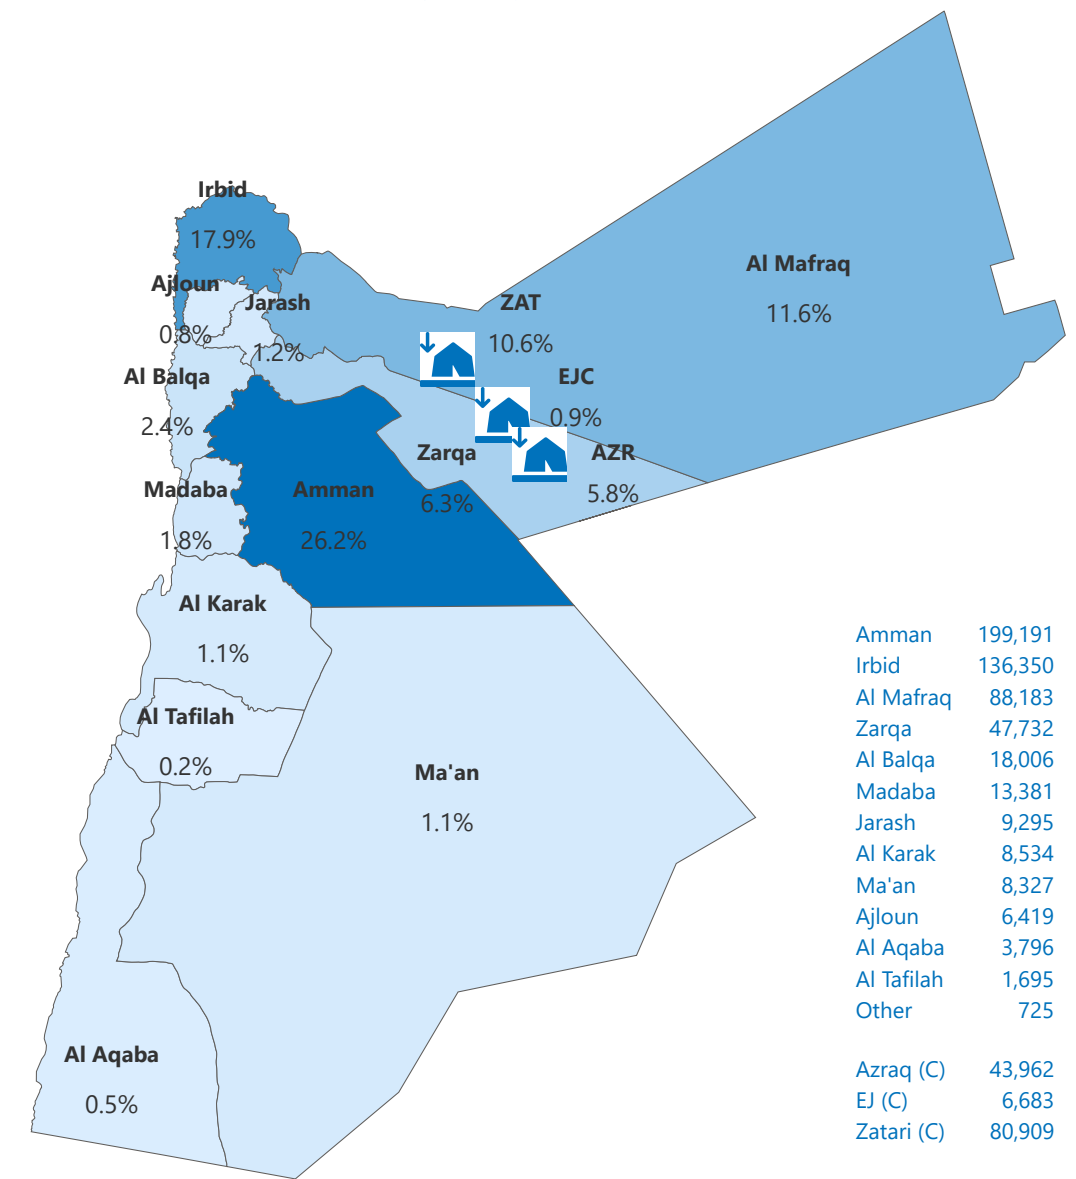 Irbid
17.9%
Al Mafraq
11.6%
Ajloun
0.8%
Jarash
1.2%
ZAT
10.6%
EJC
0.9%
Al Balqa
2.4%
Zarqa
6.3%
AZR
5.8%
Madaba
1.8%
Amman
26.2%
Al Karak
1.1%
Al Tafilah
0.2%
Ma'an
1.1%
Al Aqaba
0.5%
Amman 199,191
Irbid 136,350
Al Mafraq 88,183
Zarqa 47,732
Al Balqa 18,006
Madaba 13,381
Jarash 9,295
Al Karak 8,534
Ma'an 8,327
Ajloun 6,419
Al Aqaba 3,796
Al Tafilah 1,695
Other 725
Azraq (C) 43,962
EJ (C) 6,683
Zatari (C) 80,909